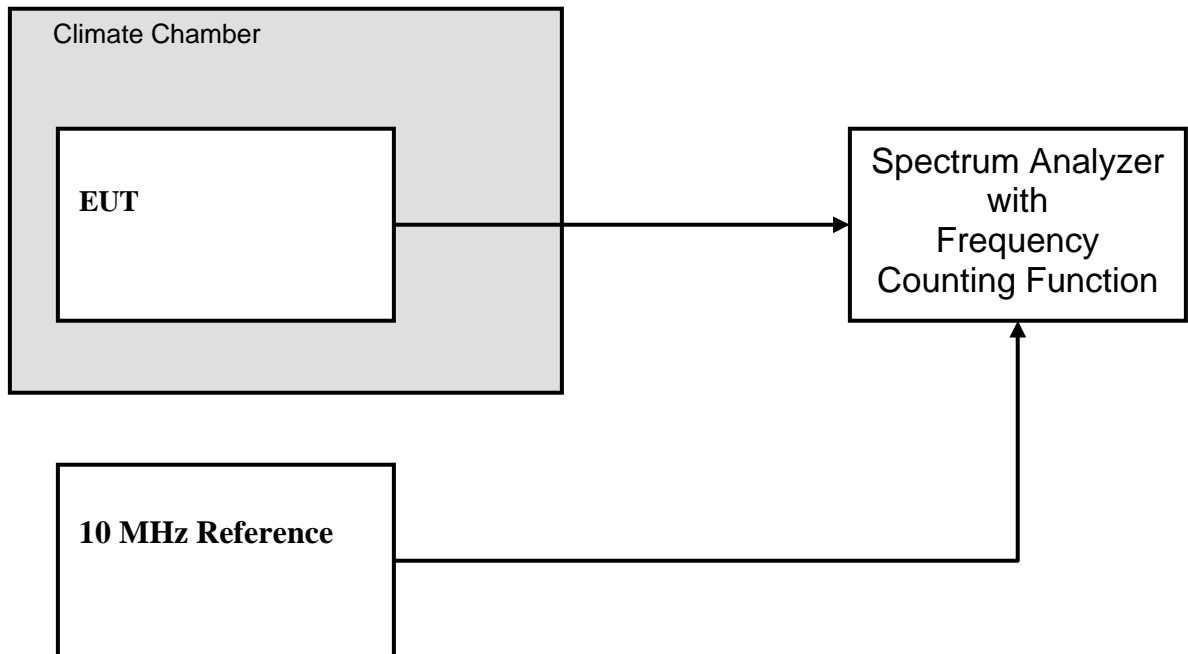 Climate Chamber
EUT
Spectrum Analyzer
with
Frequency
Counting Function
10 MHz Reference